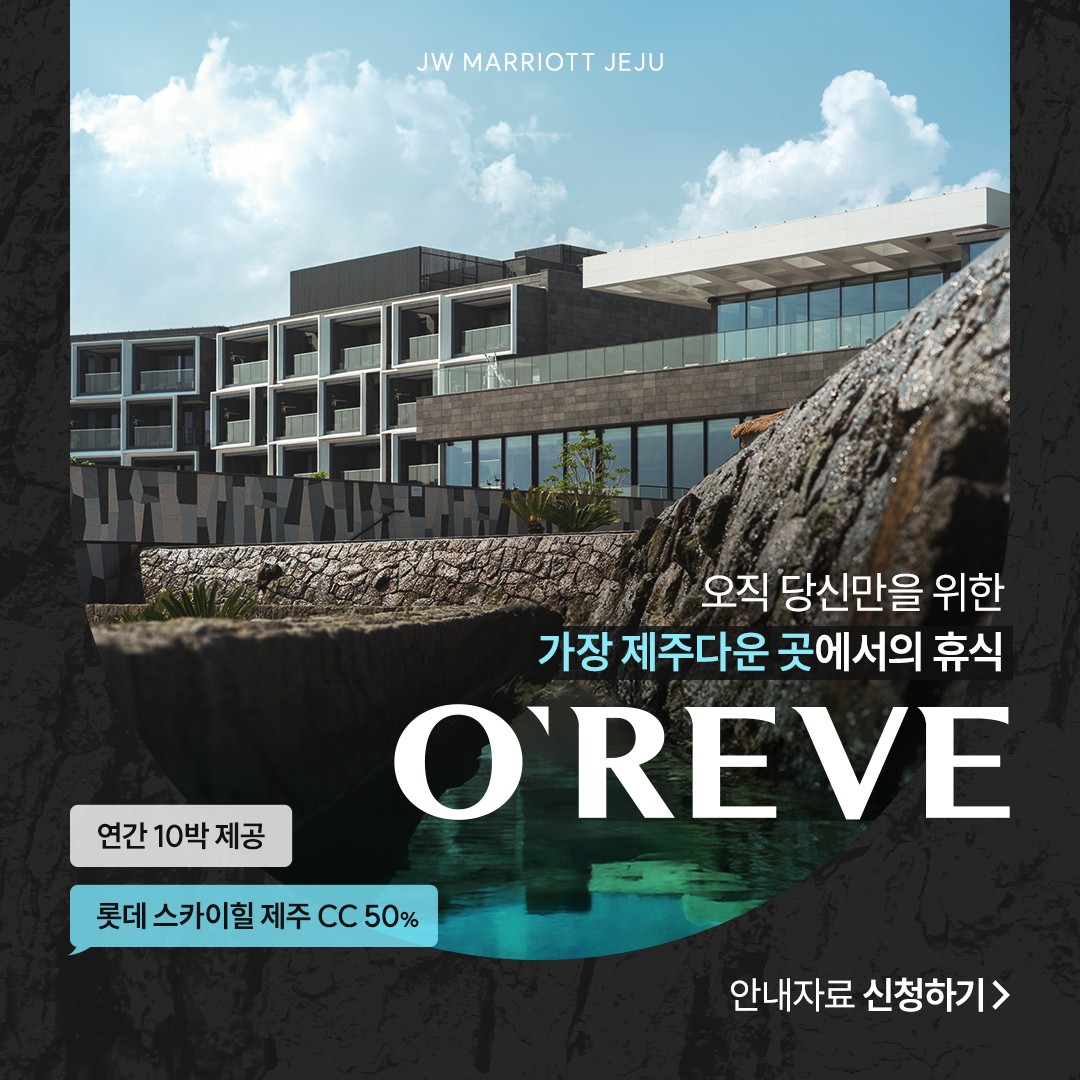 JW MARRIOTT JEJU
오직 당신만을 위한
가장 제주다운 곳에서의 휴식
O'REVE
연간 10박 제공
롯데 스카이힐 제주 CC 50%
안내자료 신청하기 >